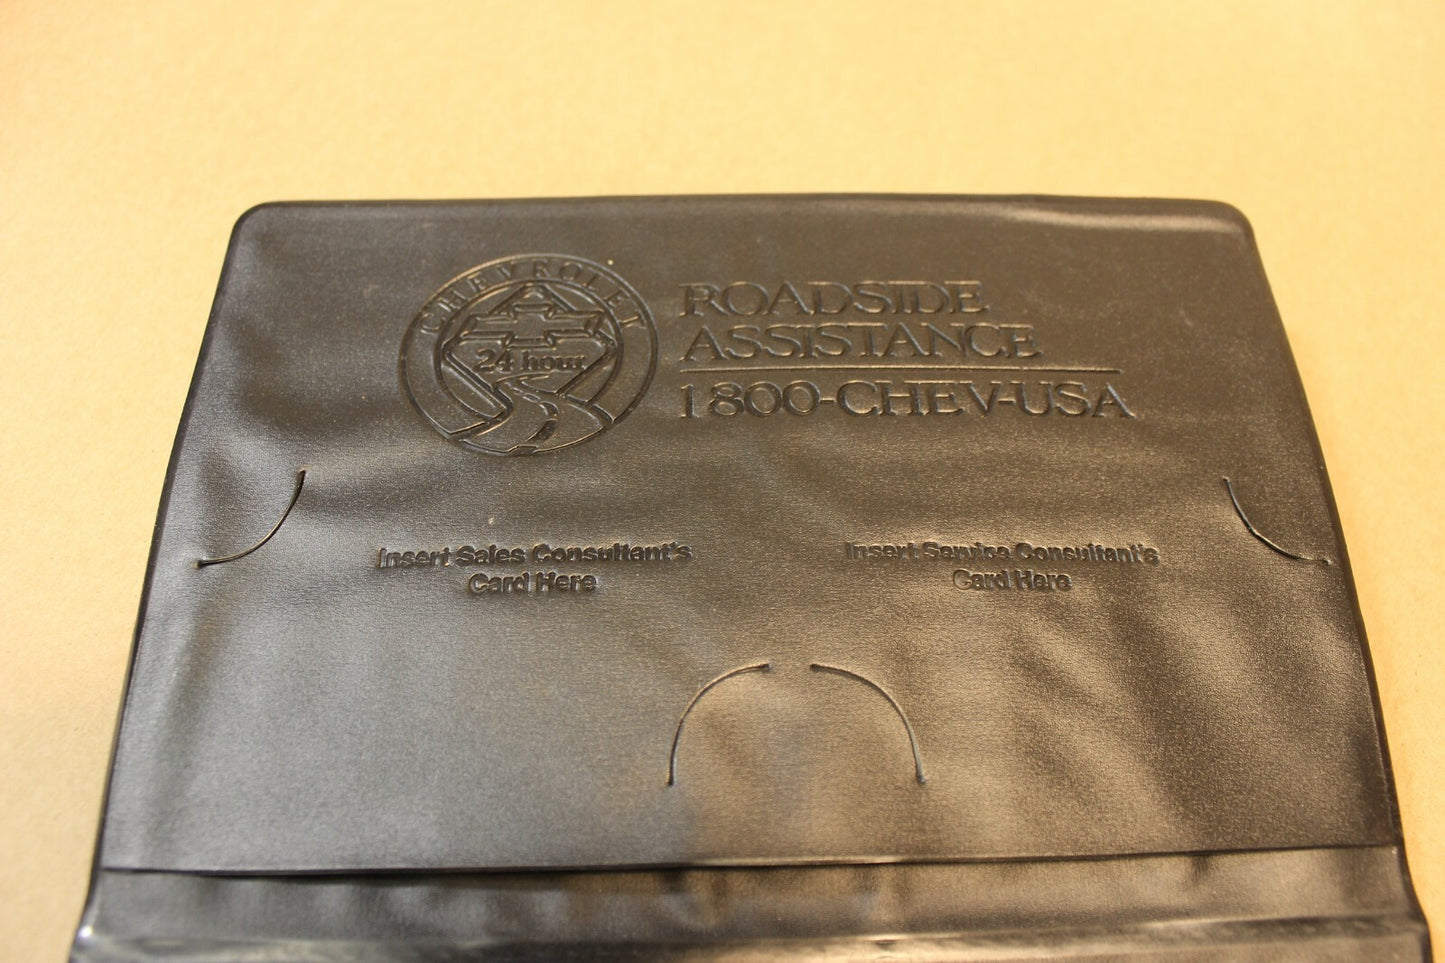 CHEVROLET
24 hour
ROADSIDE
ASSISTANCE
1800-CHEV-USA
Insert Sales Consultant's
Card Here
Insert Service Consultant's
Card Here